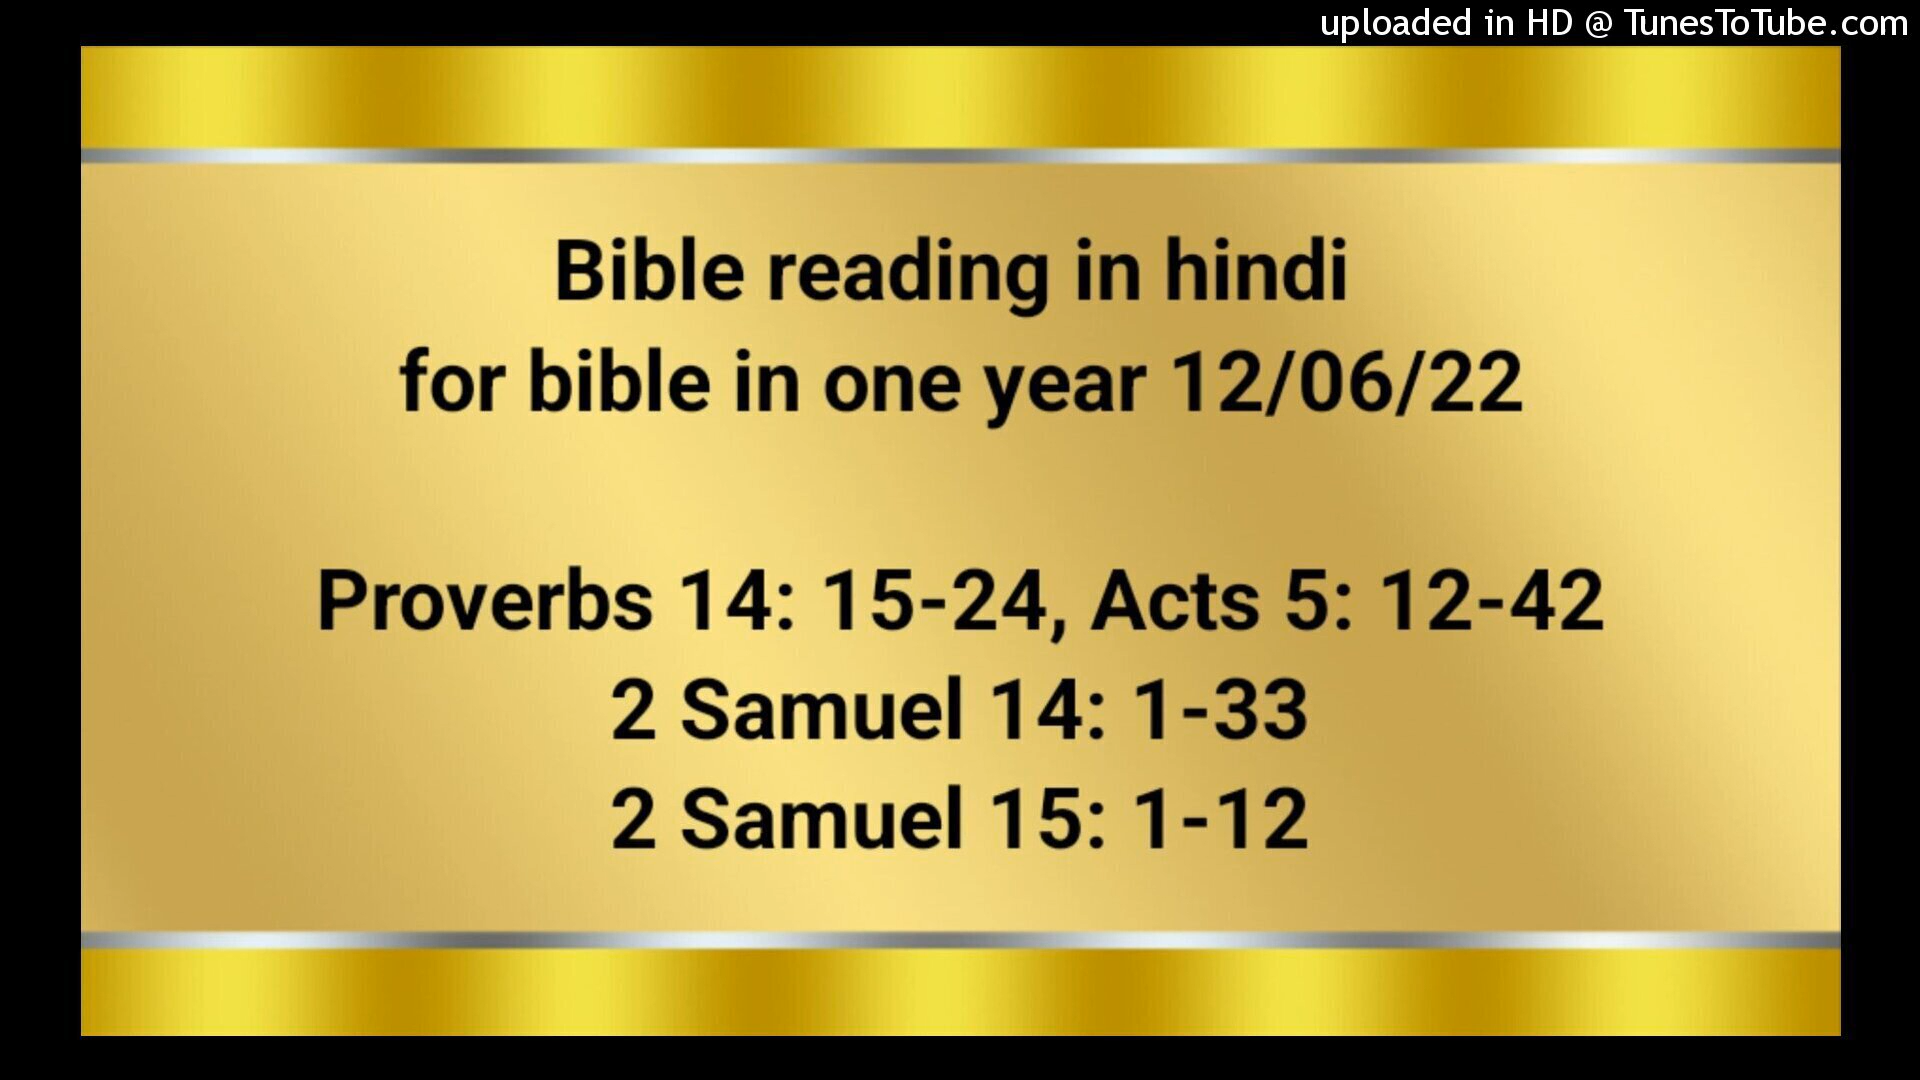 uploaded in HD @ TunesToTube.com
Bible reading in hindi
for bible in one year 12/06/22
Proverbs 14: 15-24, Acts 5: 12-42
2 Samuel 14: 1-33
2 Samuel 15: 1-12